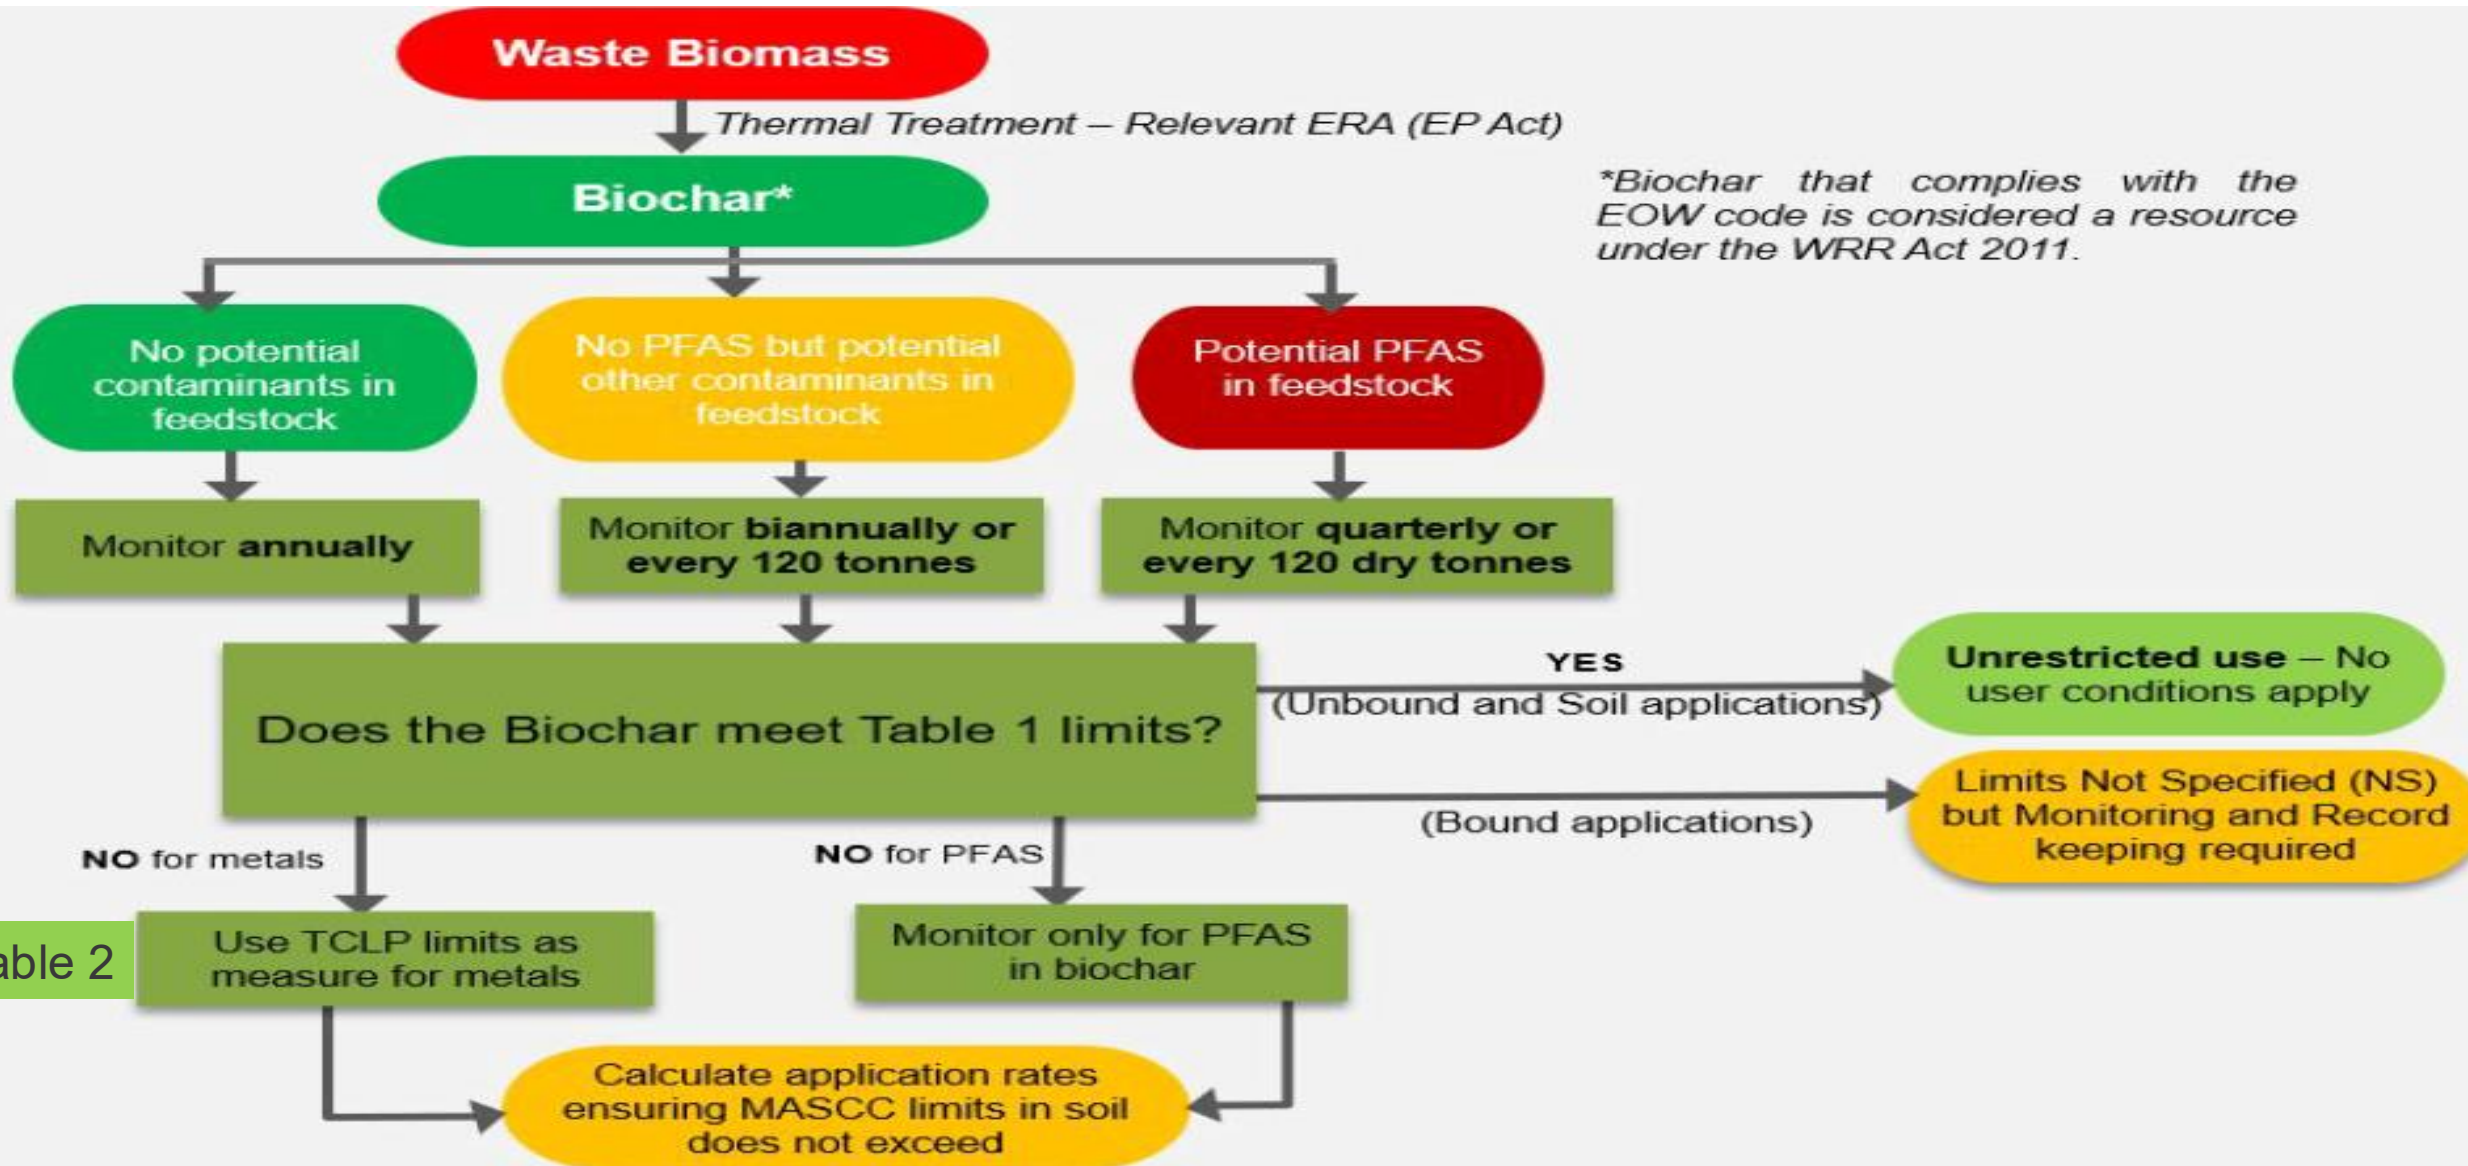 Waste Biomass
Thermal Treatment – Relevant ERA (EP Act)
Biochar*
*Biochar that complies with the
EOW code is considered a resource
under the WRR Act 2011.
No potential
contaminants in
feedstock
No PFAS but potential
other contaminants in
feedstock
Potential PFAS
in feedstock
Monitor annually
Monitor biannually or
every 120 tonnes
Monitor quarterly or
every 120 dry tonnes
Does the Biochar meet Table 1 limits?
YES
(Unbound and Soil applications)
Unrestricted use – No
user conditions apply
(Bound applications)
Limits Not Specified (NS)
but Monitoring and Record
keeping required
NO for metals
NO for PFAS
able 2
Use TCLP limits as
measure for metals
Monitor only for PFAS
in biochar
Calculate application rates
ensuring MASCC limits in soil
does not exceed